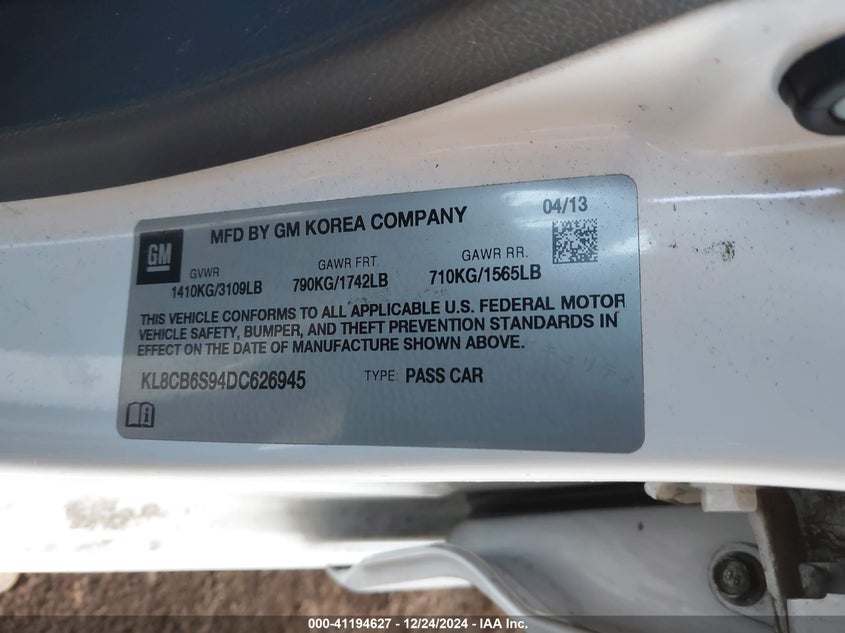 GM
MFD BY GM KOREA COMPANY
04/13
GVWR
1410KG/3109LB
GAWR FRT.
790KG/1742LB
GAWR RR.
710KG/1565LB
THIS VEHICLE CONFORMS TO ALL APPLICABLE U.S. FEDERAL MOTOR
VEHICLE SAFETY, BUMPER, AND THEFT PREVENTION STANDARDS IN
EFFECT ON THE DATE OF MANUFACTURE SHOWN ABOVE.
KL8CB6S94DC626945
TYPE: PASS CAR
000-41194627 - 12/24/2024 - IAA Inc.